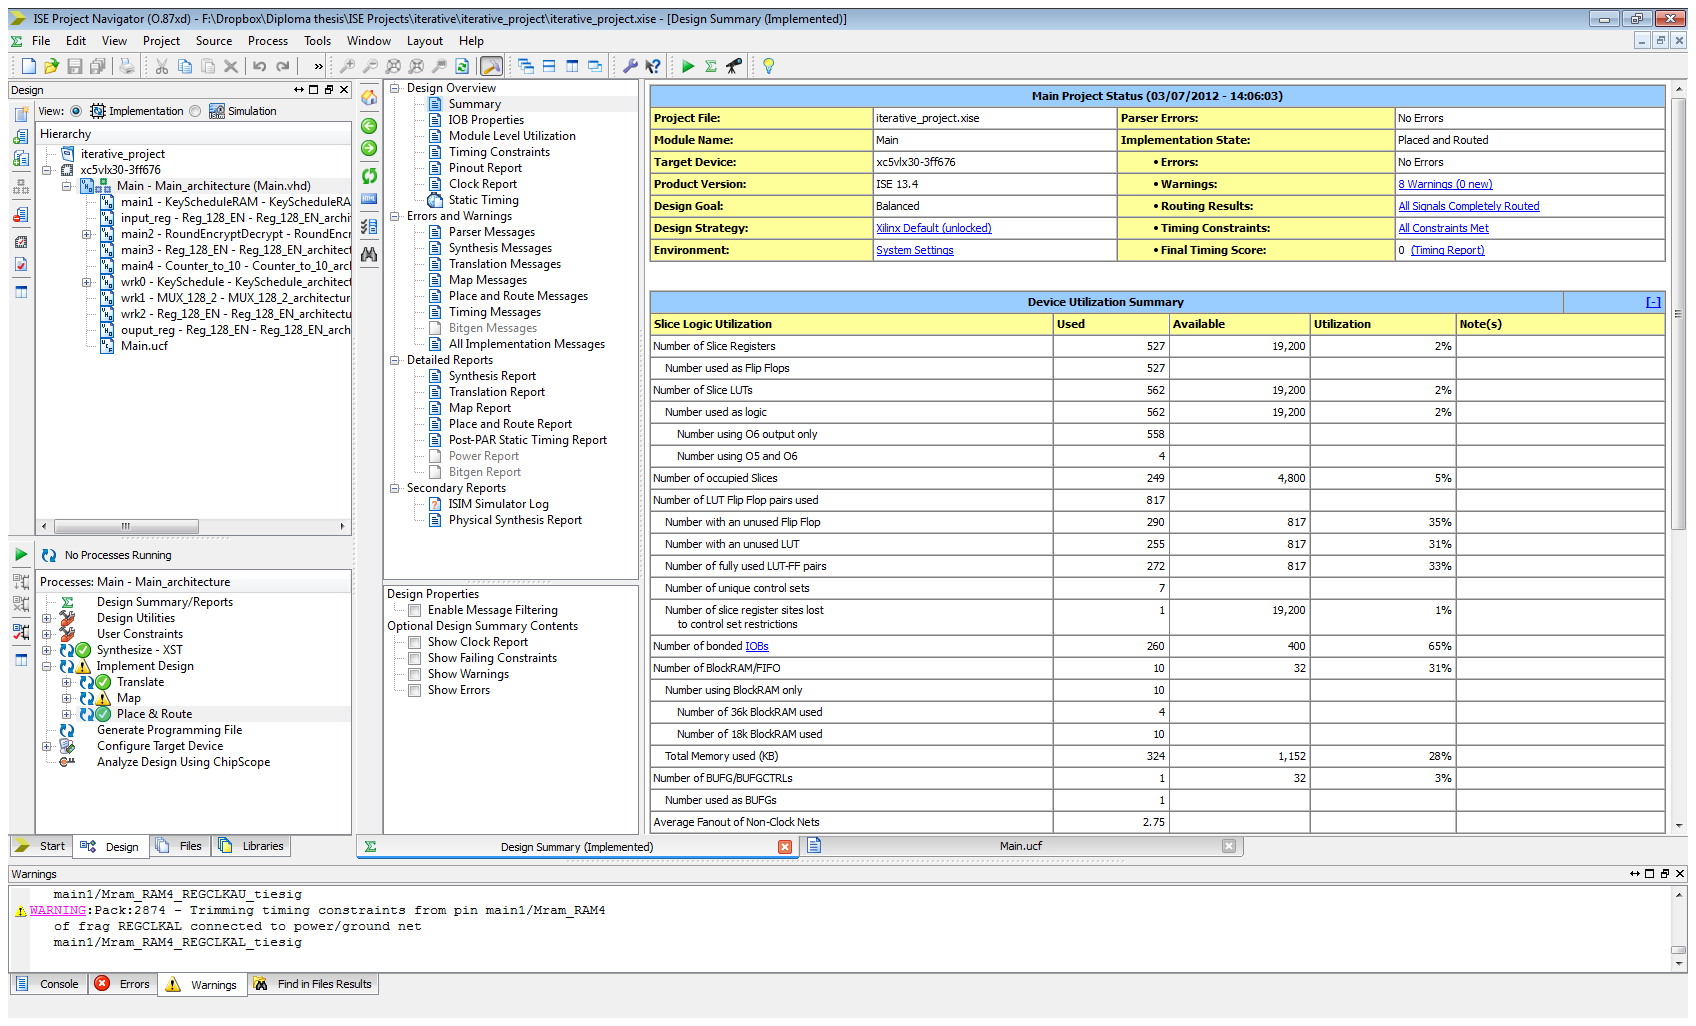 ISE Project Navigator (O.87xd) - F:\Dropbox\Diploma thesis\ISE Projects\iterative\iterative_project\iterative_project.xise - [Design Summary (Implemented)]
File Edit View Project Source Process Tools Window Layout Help
»
Design
View: Implementation Simulation
Hierarchy
iterative_project
xc5vlx30-3ff676
Main - Main_architecture (Main.vhd)
main1 - KeyScheduleRAM - KeyScheduleRA
input_reg - Reg_128_EN - Reg_128_EN_archi
main2 - RoundEncryptDecrypt - RoundEncr
main3 - Reg_128_EN - Reg_128_EN_architect
main4 - Counter_to_10 - Counter_to_10_arcl
wrk0 - KeySchedule - KeySchedule_architect
wrk1 - MUX_128_2 - MUX_128_2_architectur
wrk2 - Reg_128_EN - Reg_128_EN_architectu
ouput_reg - Reg_128_EN - Reg_128_EN_arch
Main.ucf
No Processes Running
Processes: Main - Main_architecture
Design Summary/Reports
Design Utilities
User Constraints
Synthesize - XST
Implement Design
Translate
Map
Place & Route
Generate Programming File
Configure Target Device
Analyze Design Using ChipScope
Start Design Files Libraries
Design Overview
Summary
IOB Properties
Module Level Utilization
Timing Constraints
Pinout Report
Clock Report
Static Timing
Errors and Warnings
Parser Messages
Synthesis Messages
Translation Messages
Map Messages
Place and Route Messages
Timing Messages
Bitgen Messages
All Implementation Messages
Detailed Reports
Synthesis Report
Translation Report
Map Report
Place and Route Report
Post-PAR Static Timing Report
Power Report
Bitgen Report
Secondary Reports
ISIM Simulator Log
Physical Synthesis Report
Design Properties
Enable Message Filtering
Optional Design Summary Contents
Show Clock Report
Show Failing Constraints
Show Warnings
Show Errors
Main Project Status (03/07/2012 - 14:06:03)
Project File: iterative_project.xise Parser Errors: No Errors
Module Name: Main Implementation State: Placed and Routed
Target Device: xc5vlx30-3ff676 • Errors: No Errors
Product Version: ISE 13.4 • Warnings: 8 Warnings (0 new)
Design Goal: Balanced • Routing Results: All Signals Completely Routed
Design Strategy: Xilinx Default (unlocked) • Timing Constraints: All Constraints Met
Environment: System Settings • Final Timing Score: 0 (Timing Report)
Device Utilization Summary [-]
Slice Logic Utilization Used Available Utilization Note(s)
Number of Slice Registers 527 19,200 2%
Number used as Flip Flops 527
Number of Slice LUTs 562 19,200 2%
Number used as logic 562 19,200 2%
Number using O6 output only 558
Number using O5 and O6 4
Number of occupied Slices 249 4,800 5%
Number of LUT Flip Flop pairs used 817
Number with an unused Flip Flop 290 817 35%
Number with an unused LUT 255 817 31%
Number of fully used LUT-FF pairs 272 817 33%
Number of unique control sets 7
Number of slice register sites lost 1 19,200 1%
to control set restrictions
Number of bonded IOBs 260 400 65%
Number of BlockRAM/FIFO 10 32 31%
Number using BlockRAM only 10
Number of 36k BlockRAM used 4
Number of 18k BlockRAM used 10
Total Memory used (KB) 324 1,152 28%
Number of BUFG/BUFGCTRLs 1 32 3%
Number used as BUFGs 1
Average Fanout of Non-Clock Nets 2.75
Design Summary (Implemented) Main.ucf
Warnings
main1/Mram_RAM4_REGCLKAU_tiesig
WARNING:Pack:2874 - Trimming timing constraints from pin main1/Mram_RAM4
of frag REGCLKAL connected to power/ground net
main1/Mram_RAM4_REGCLKAL_tiesig
Console Errors Warnings Find in Files Results